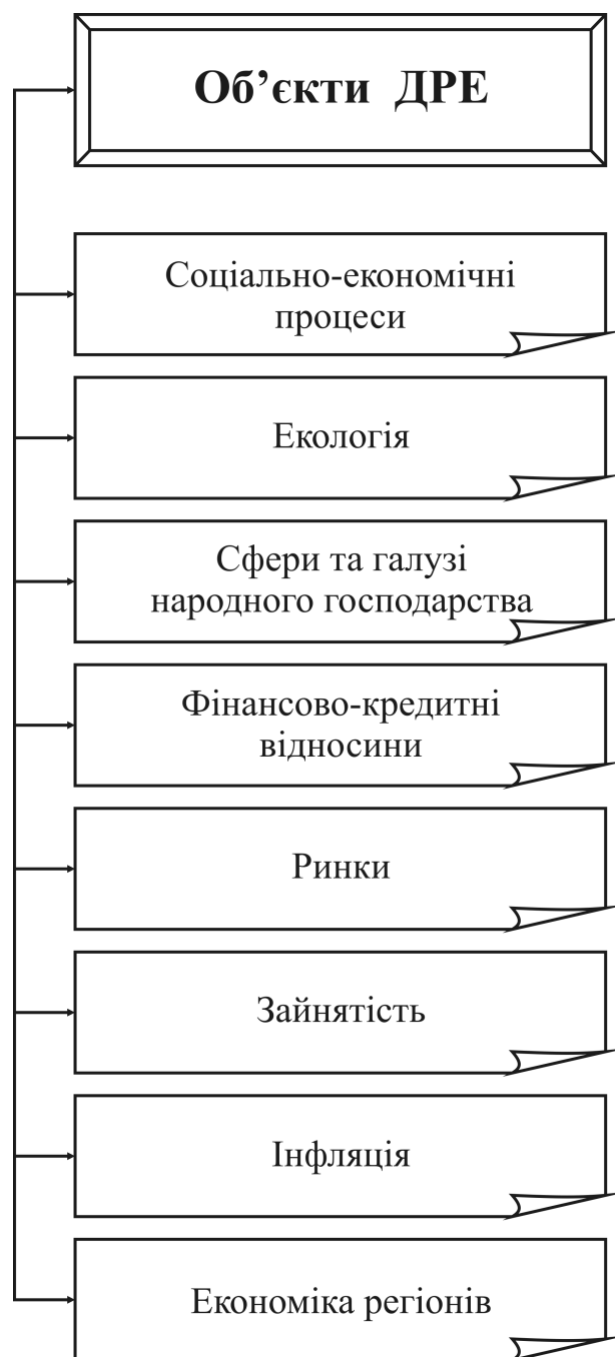 Об’єкти ДРЕ
Соціально-економічні
процеси
Екологія
Сфери та галузі
народного господарства
Фінансово-кредитні
відносини
Ринки
Зайнятість
Інфляція
Економіка регіонів